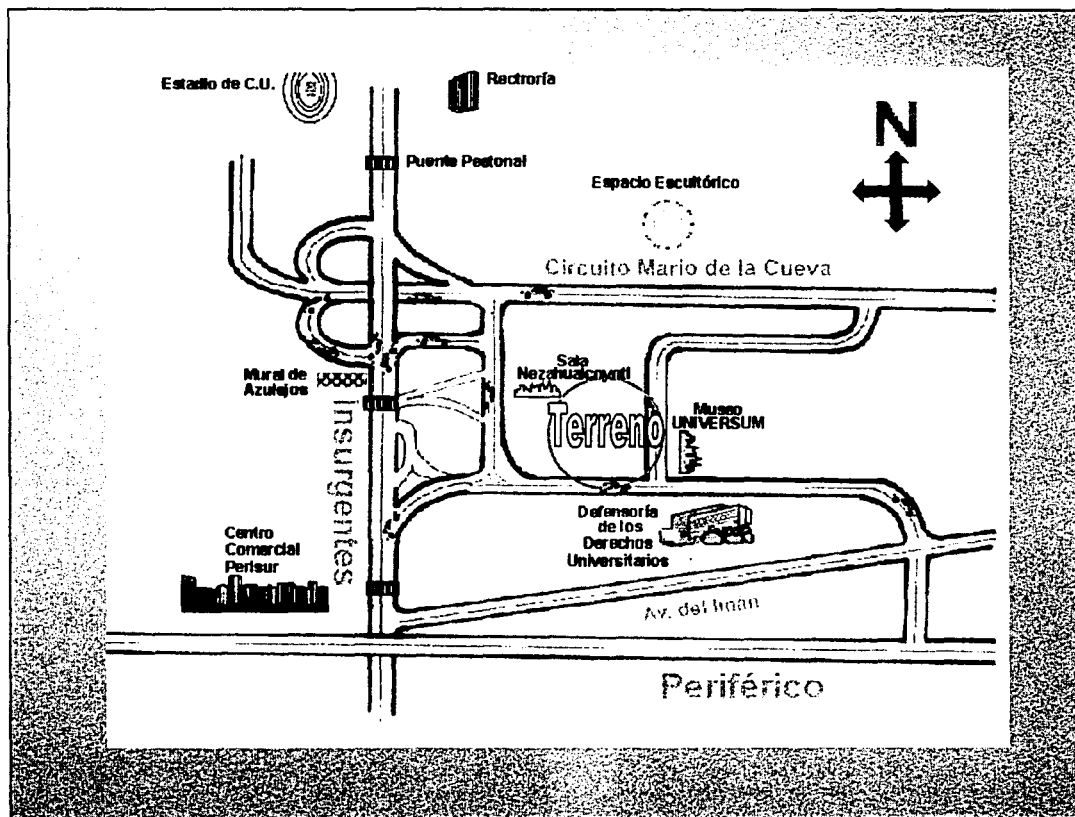 Estadio de C.U.
Rectroría
N
Puente Peatonal
Espacio Escultórico
Circuito Mario de la Cueva
Sala
Nezahualcoyotl
Mural de
Azulejos
Terreno
Museo
UNIVERSUM
Insurgentes
Defensoría
de los
Derechos
Universitarios
Centro
Comercial
Perisur
Av. del Iman
Periférico